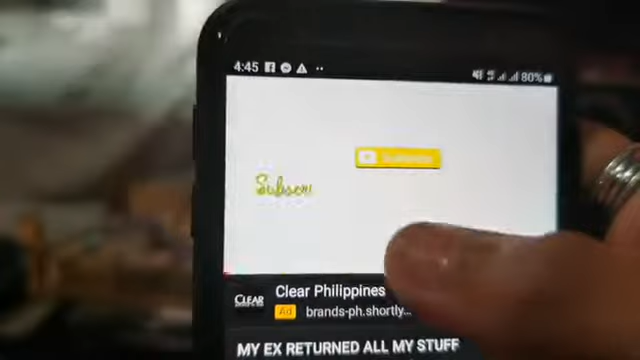 4:45 80%
Subscri
CLEAR
Clear Philippines
Ad brands-ph.shortly...
MY EX RETURNED ALL MY STUFF